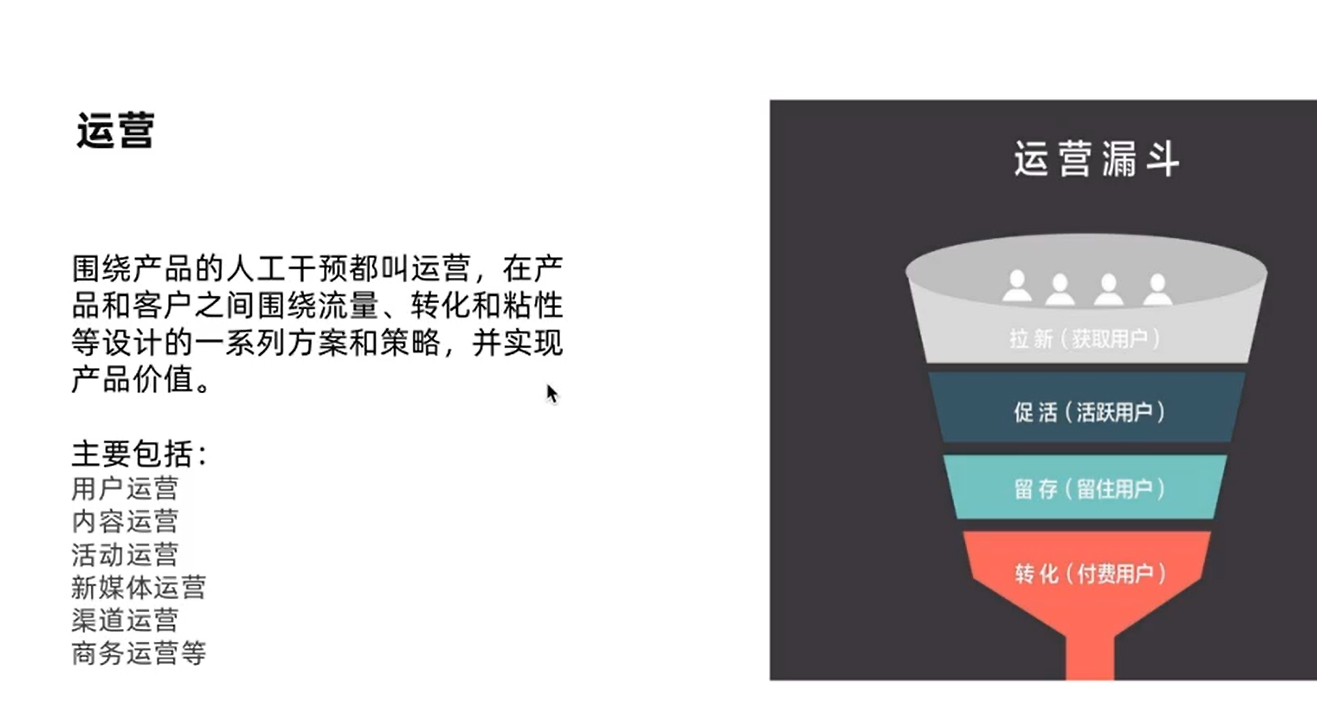 运营
围绕产品的人工干预都叫运营，在产
品和客户之间围绕流量、转化和粘性
等设计的一系列方案和策略，并实现
产品价值。
主要包括：
用户运营
内容运营
活动运营
新媒体运营
渠道运营
商务运营等
运营漏斗
拉新（获取用户）
促活（活跃用户）
留存（留住用户）
转化（付费用户）